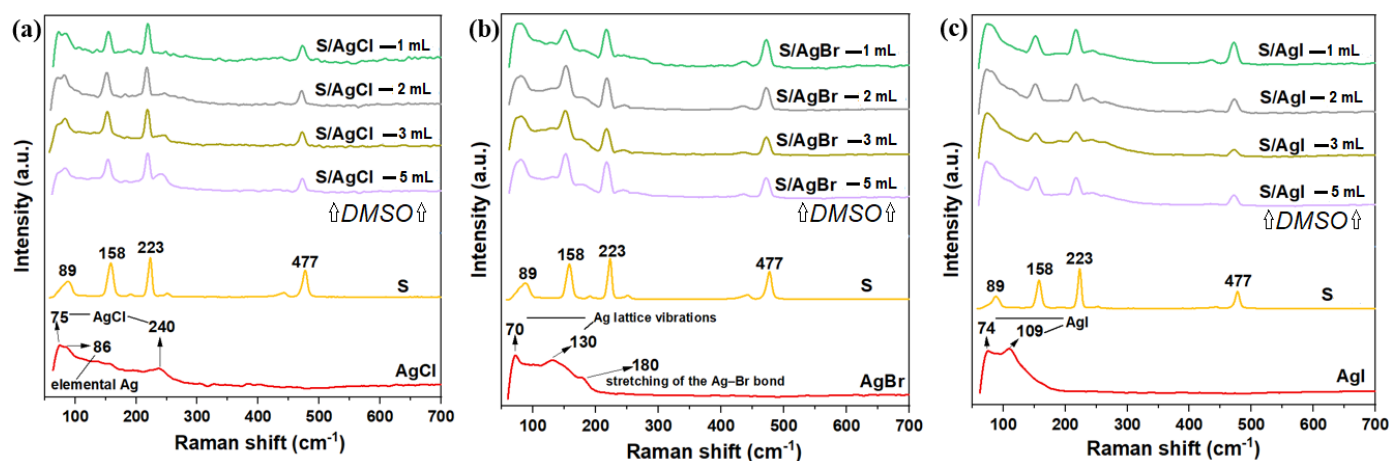 (a)
S/AgCl — 1 mL
S/AgCl — 2 mL
S/AgCl — 3 mL
S/AgCl — 5 mL
⇧DMSO⇧
89
158
223
477
S
75
AgCl
240
86
elemental Ag
AgCl
Intensity (a.u.)
50 100 200 300 400 500 600 700
Raman shift (cm⁻¹)
(b)
S/AgBr — 1 mL
S/AgBr — 2 mL
S/AgBr —3 mL
S/AgBr — 5 mL
⇧DMSO⇧
89
158
223
477
S
70
Ag lattice vibrations
130
180
stretching of the Ag–Br bond
AgBr
Intensity (a.u.)
100 200 300 400 500 600 700
Raman shift (cm⁻¹)
(c)
S/AgI —1 mL
S/AgI — 2 mL
S/AgI — 3 mL
S/AgI — 5 mL
⇧DMSO⇧
89
158
223
477
S
74
109
AgI
AgI
Intensity (a.u.)
100 200 300 400 500 600 700
Raman shift (cm⁻¹)